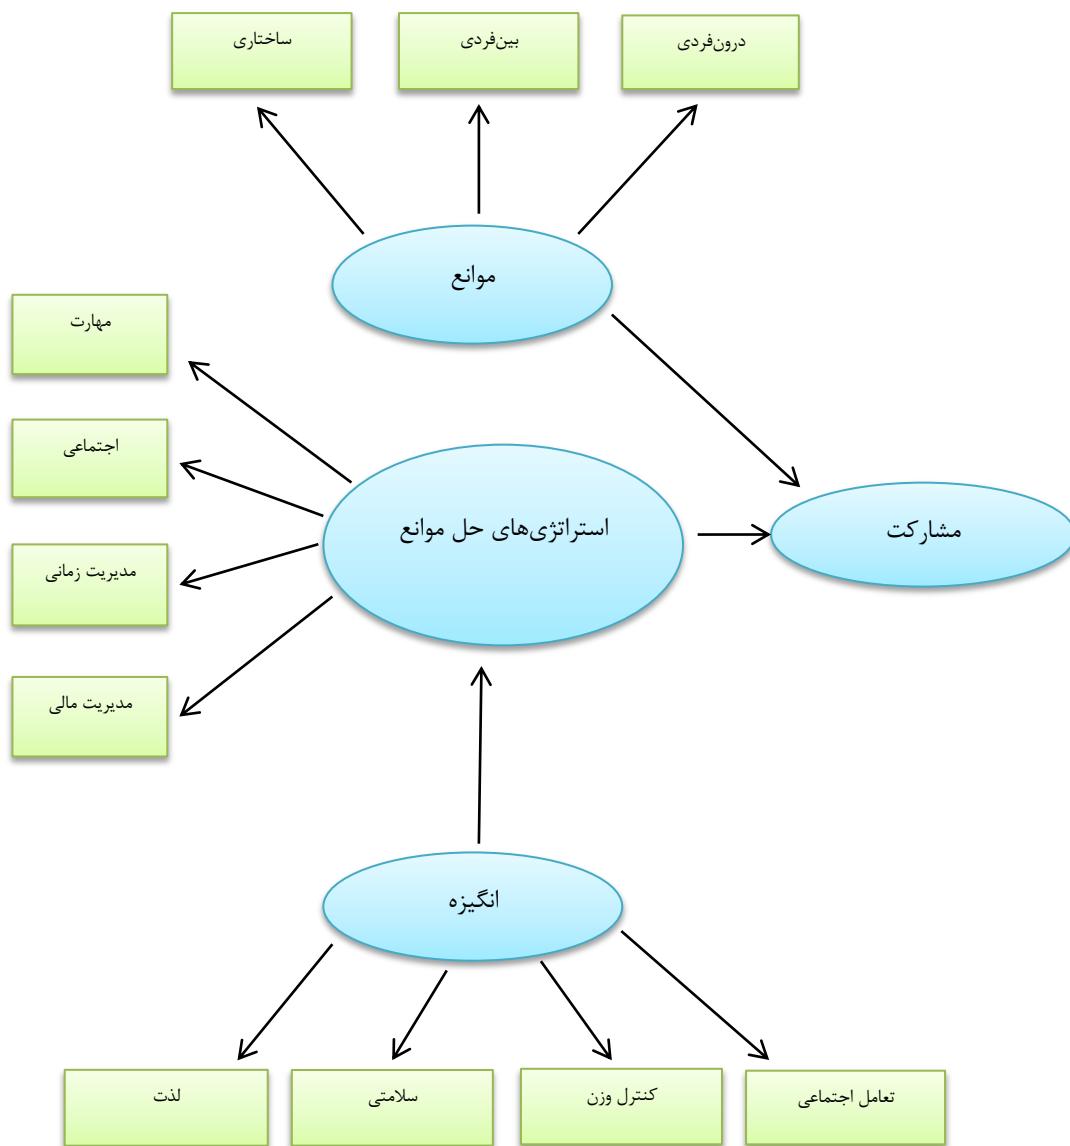 درون‌فردی
بین‌فردی
ساختاری
موانع
مهارت
اجتماعی
استراتژی‌های حل موانع
مشارکت
مدیریت زمانی
مدیریت مالی
انگیزه
تعامل اجتماعی
کنترل وزن
سلامتی
لذت